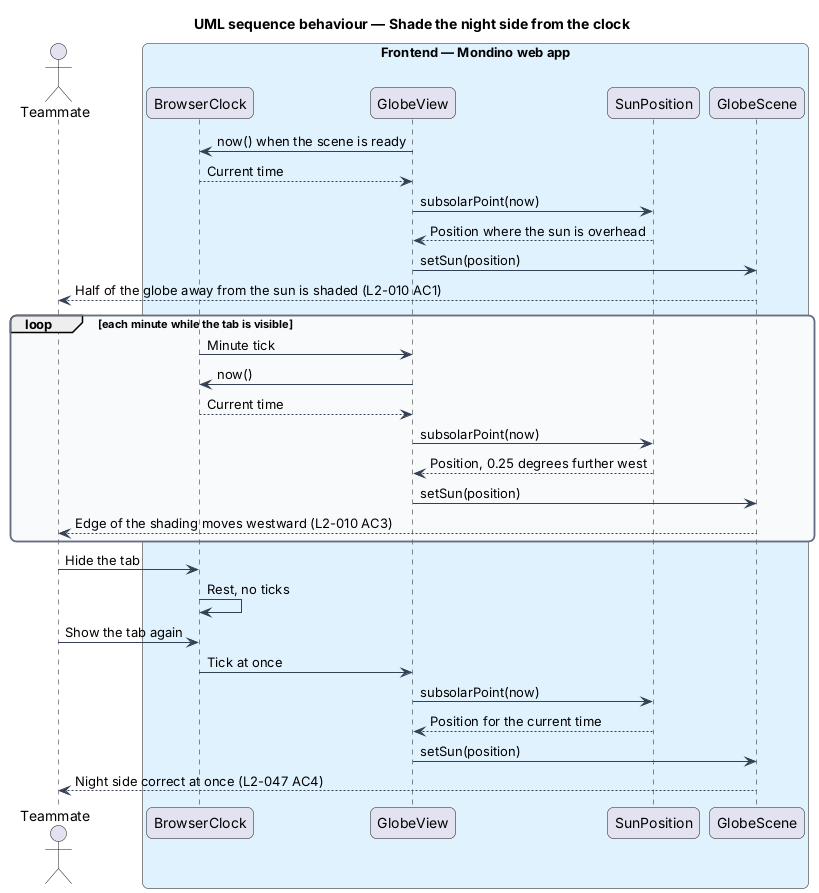 UML sequence behaviour — Shade the night side from the clock
Frontend — Mondino web app
Teammate
BrowserClock
GlobeView
SunPosition
GlobeScene
now() when the scene is ready
Current time
subsolarPoint(now)
Position where the sun is overhead
setSun(position)
Half of the globe away from the sun is shaded (L2-010 AC1)
loop
[each minute while the tab is visible]
Minute tick
now()
Current time
subsolarPoint(now)
Position, 0.25 degrees further west
setSun(position)
Edge of the shading moves westward (L2-010 AC3)
Hide the tab
Rest, no ticks
Show the tab again
Tick at once
subsolarPoint(now)
Position for the current time
setSun(position)
Night side correct at once (L2-047 AC4)
Teammate
BrowserClock
GlobeView
SunPosition
GlobeScene